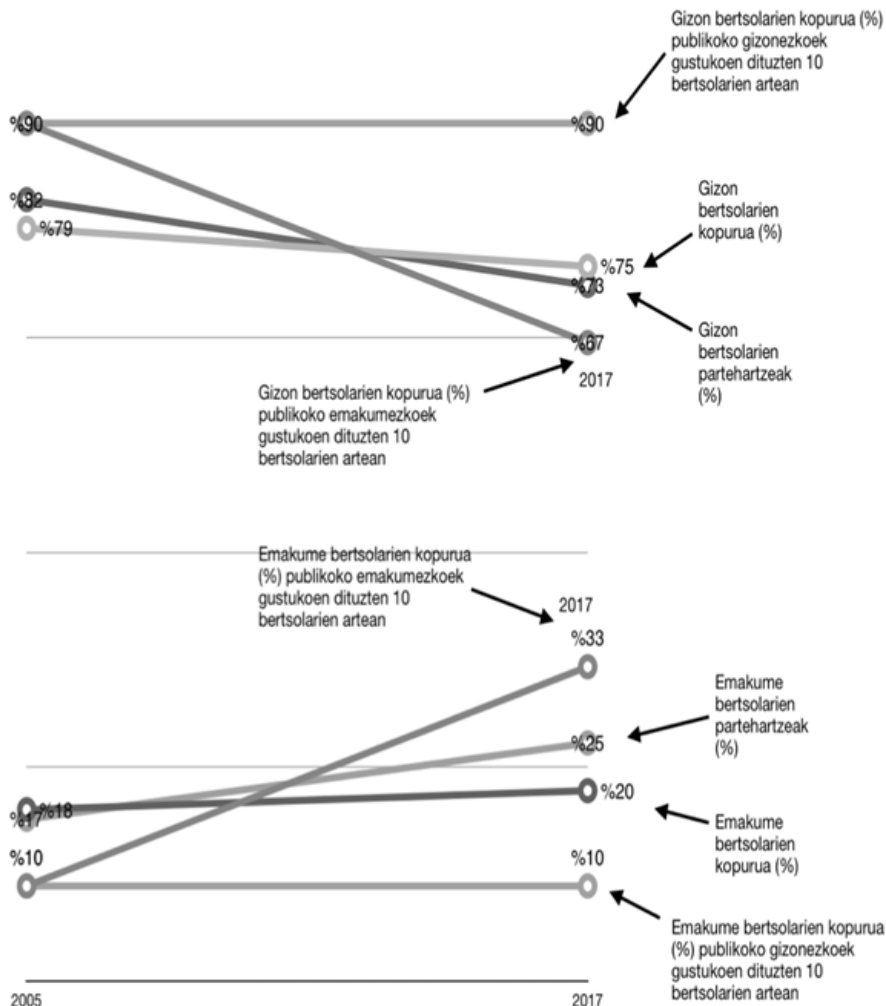 Gizon bertsolarien kopurua (%)
publikoko gizonezkoek
gustukoen dituzten 10
bertsolarien artean
%90
%90
%82
%79
Gizon
bertsolarien
kopurua (%)
%75
%73
Gizon
bertsolarien
partehartzeak
(%)
%67
2017
Gizon bertsolarien kopurua (%)
publikoko emakumezkoek
gustukoen dituzten 10
bertsolarien artean
Emakume bertsolarien kopurua
(%) publikoko emakumezkoek
gustukoen dituzten 10
bertsolarien artean
2017
%33
Emakume
bertsolarien
partehartzeak
(%)
%25
%17
%18
%20
Emakume
bertsolarien
kopurua (%)
%10
%10
Emakume bertsolarien kopurua
(%) publikoko gizonezkoek
gustukoen dituzten 10
bertsolarien artean
2005
2017